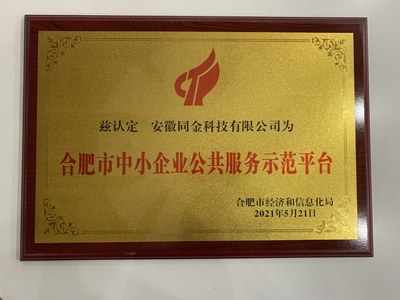 兹认定 安徽同金科技有限公司为
合肥市中小企业公共服务示范平台
合肥市经济和信息化局
2021年5月21日